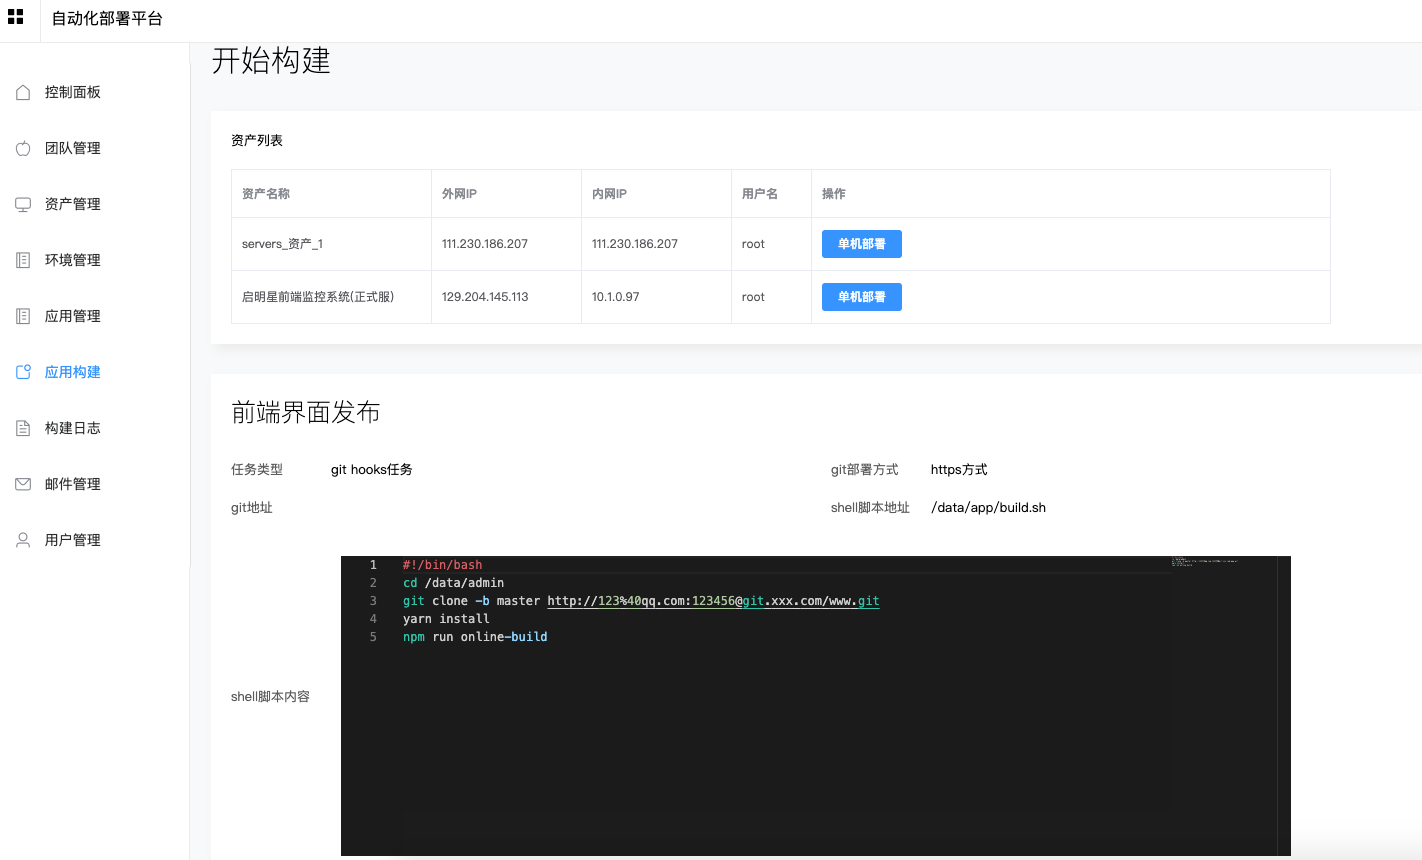 自动化部署平台
控制面板
团队管理
资产管理
环境管理
应用管理
应用构建
构建日志
邮件管理
用户管理
开始构建
资产列表
资产名称 外网IP 内网IP 用户名 操作
servers_资产_1 111.230.186.207 111.230.186.207 root 单机部署
启明星前端监控系统(正式服) 129.204.145.113 10.1.0.97 root 单机部署
前端界面发布
任务类型 git hooks任务 git部署方式 https方式
git地址 shell脚本地址 /data/app/build.sh
shell脚本内容
1 #!/bin/bash
2 cd /data/admin
3 git clone -b master http://123%40qq.com:123456@git.xxx.com/www.git
4 yarn install
5 npm run online-build